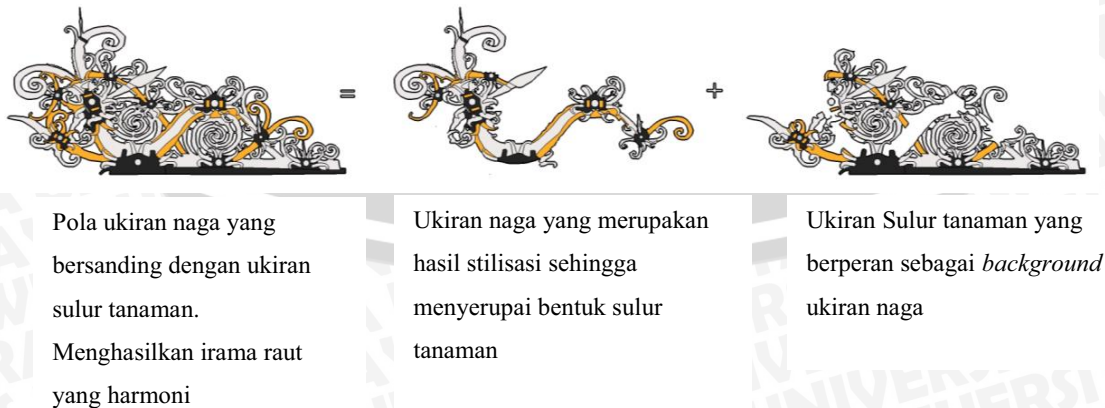 =
+
Pola ukiran naga yang
bersanding dengan ukiran
sulur tanaman.
Menghasilkan irama raut
yang harmoni
Ukiran naga yang merupakan
hasil stilisasi sehingga
menyerupai bentuk sulur
tanaman
Ukiran Sulur tanaman yang
berperan sebagai background
ukiran naga